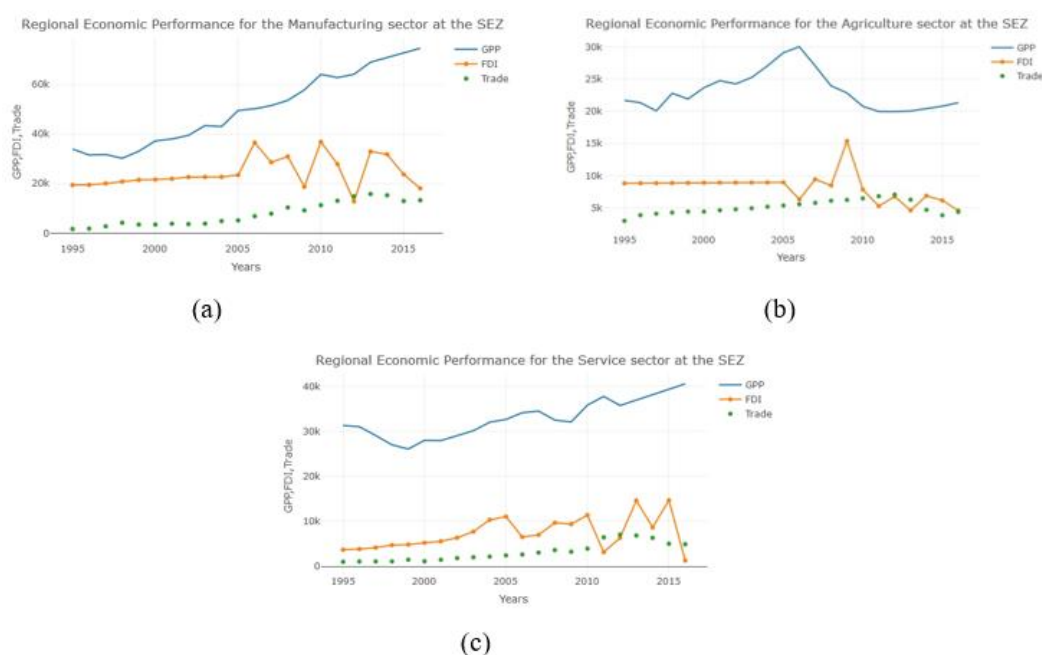 Regional Economic Performance for the Manufacturing sector at the SEZ
GPP
FDI
Trade
60k
40k
20k
0
GPP,FDI,Trade
1995 2000 2005 2010 2015
Years
(a)
Regional Economic Performance for the Agriculture sector at the SEZ
GPP
FDI
Trade
30k
25k
20k
15k
10k
5k
GPP,FDI,Trade
1995 2000 2005 2010 2015
Years
(b)
Regional Economic Performance for the Service sector at the SEZ
GPP
FDI
Trade
40k
30k
20k
10k
0
GPP,FDI,Trade
1995 2000 2005 2010 2015
Years
(c)